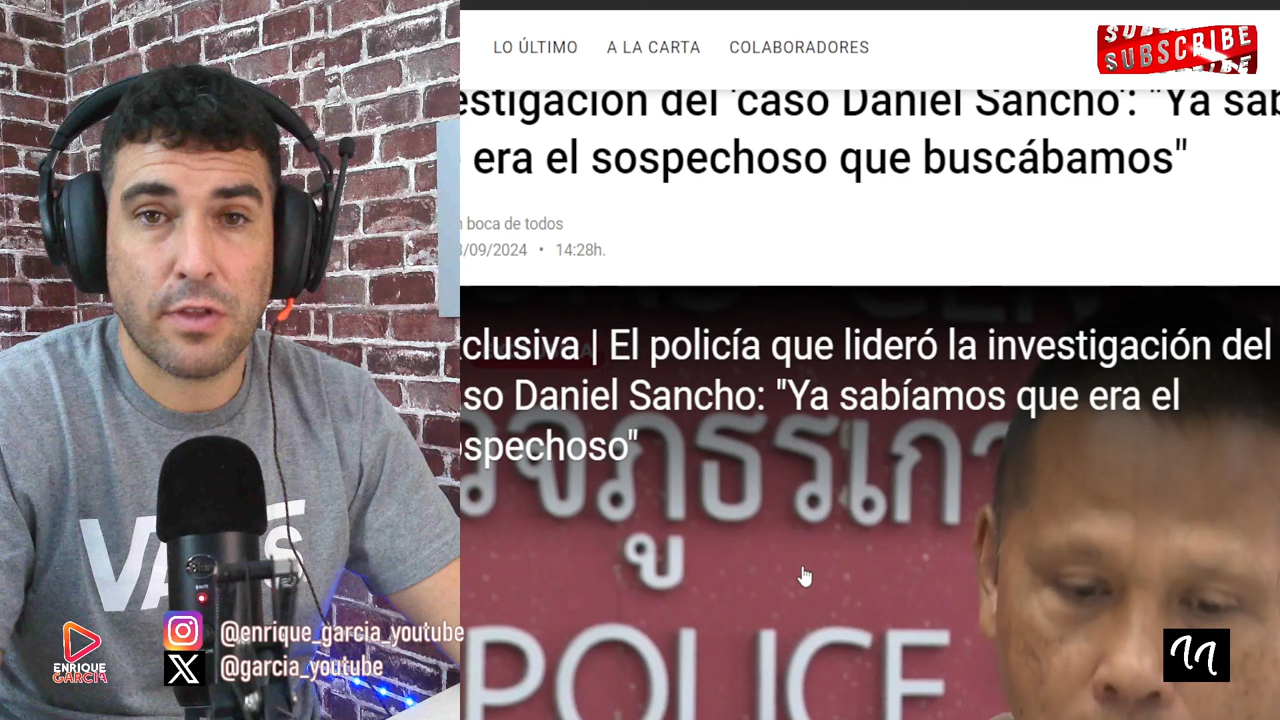 LO ÚLTIMO A LA CARTA COLABORADORES
SUBSCRIBE
estigación del 'caso Daniel Sancho': "Ya sab
era el sospechoso que buscábamos"
n boca de todos
3/09/2024 • 14:28h.
clusiva | El policía que lideró la investigación del
so Daniel Sancho: "Ya sabíamos que era el
ospechoso"
POLICE
VANS
@enrique_garcia_youtube
@garcia_youtube
ENRIQUE
GARCIA